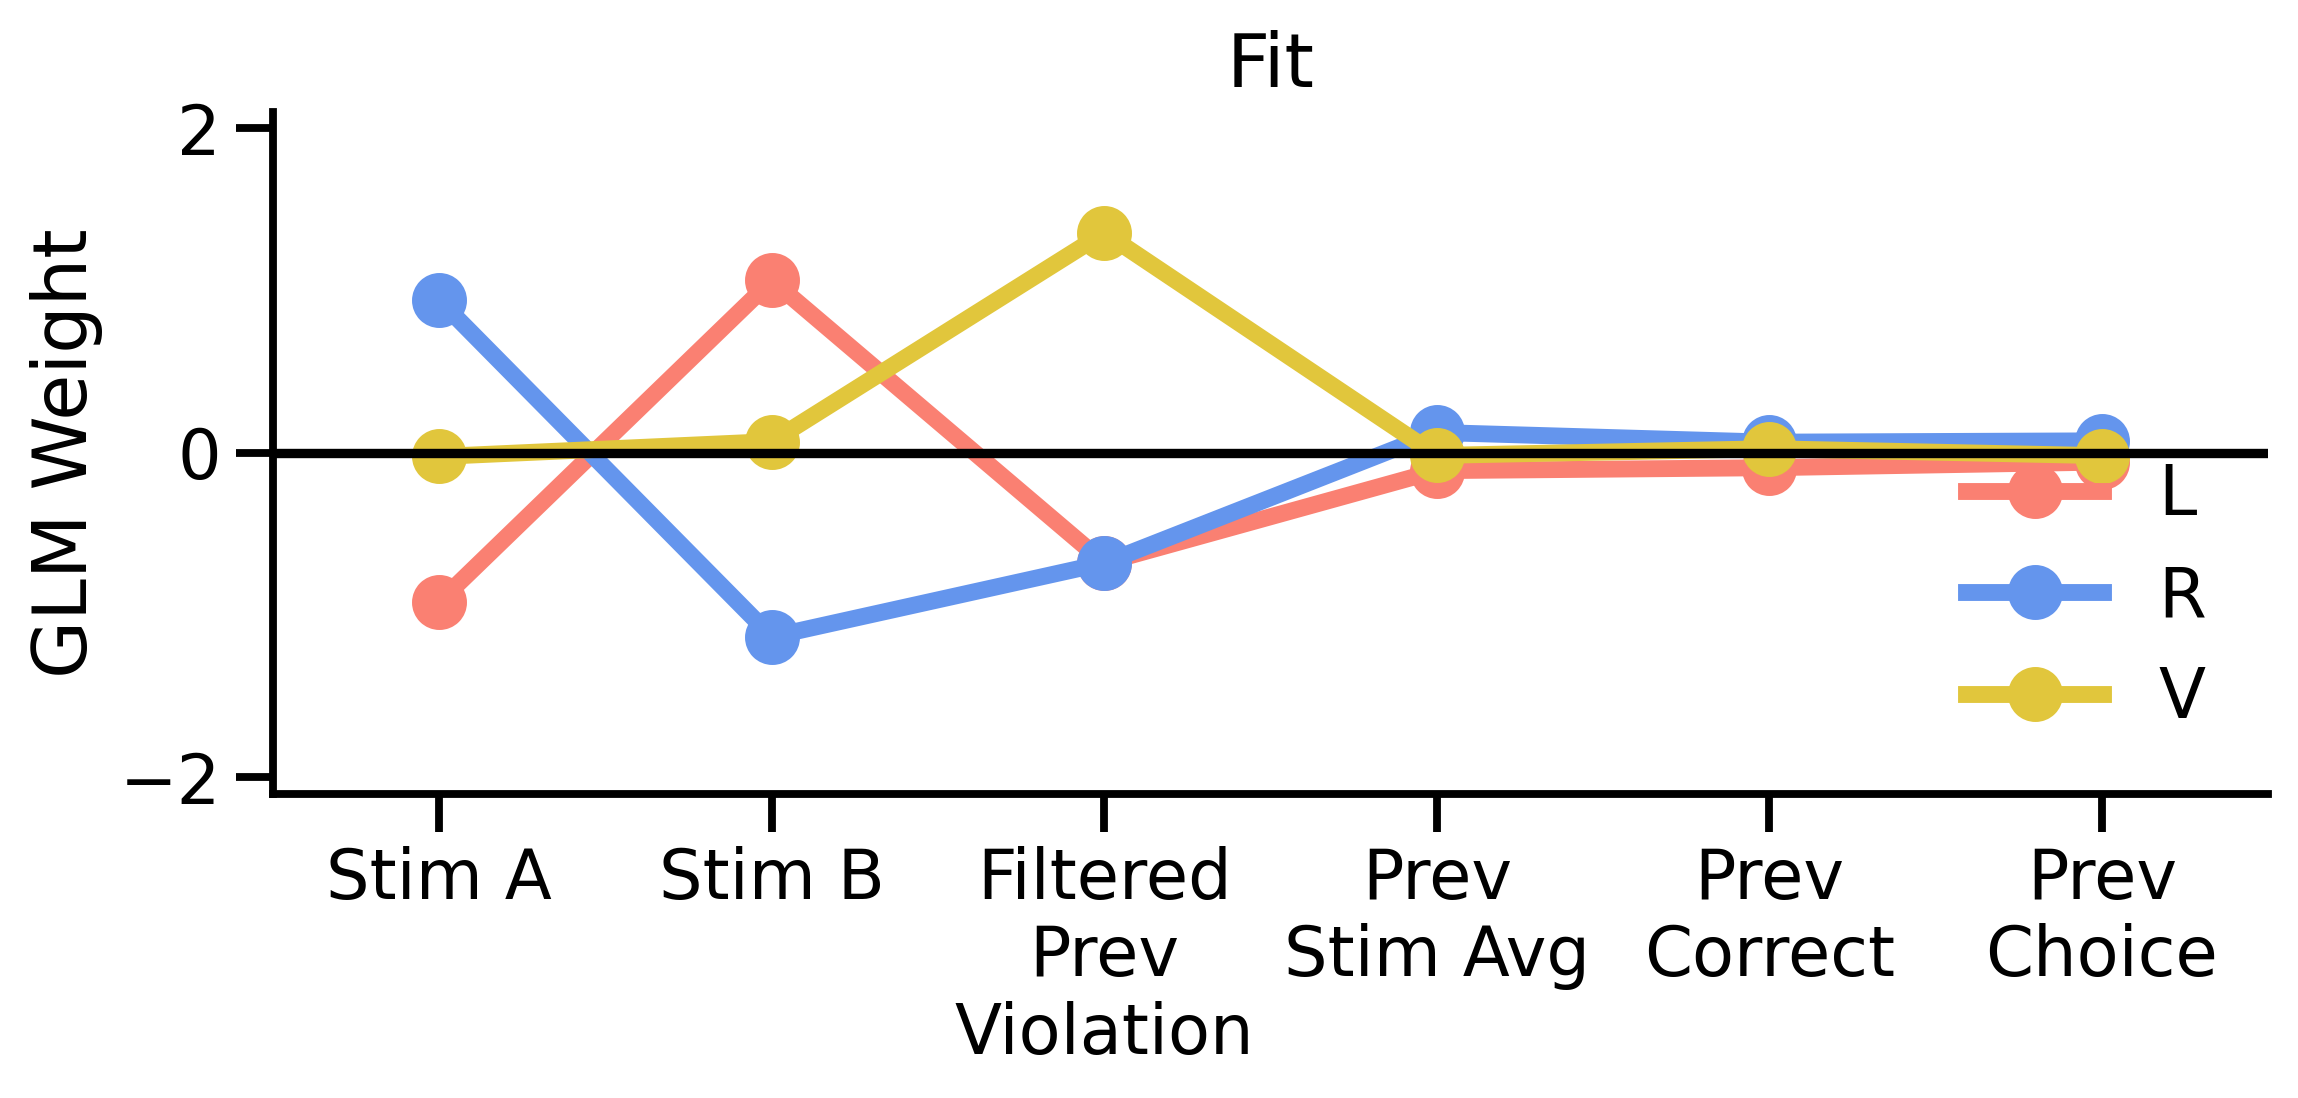 Fit
GLM Weight
2
0
−2
L
R
V
Stim A
Stim B
Filtered
Prev
Violation
Prev
Stim Avg
Prev
Correct
Prev
Choice